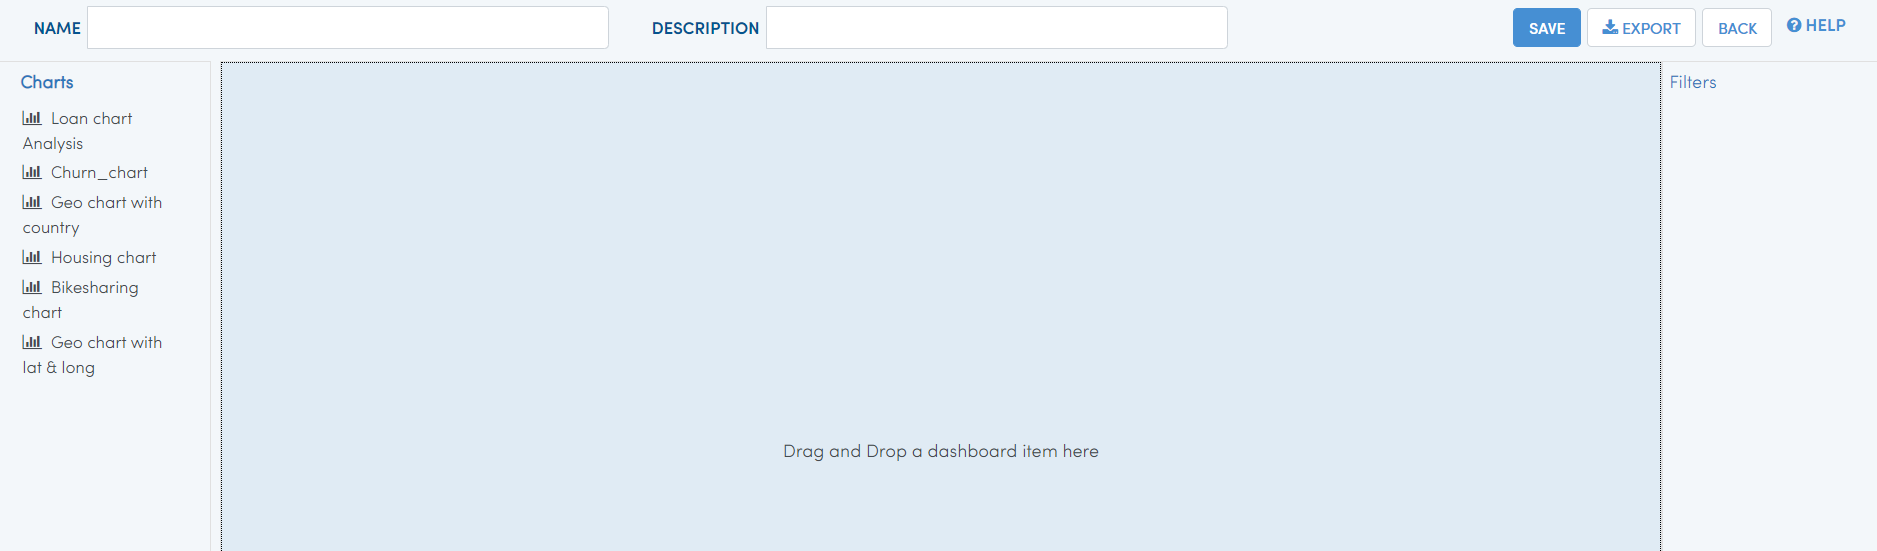 NAME
DESCRIPTION
SAVE
EXPORT
BACK
HELP
Charts
Loan chart
Analysis
Churn_chart
Geo chart with
country
Housing chart
Bikesharing
chart
Geo chart with
lat & long
Drag and Drop a dashboard item here
Filters